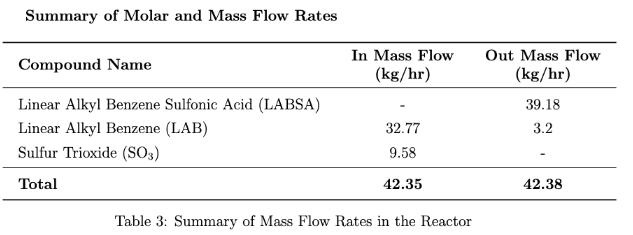 Summary of Molar and Mass Flow Rates
Compound Name In Mass Flow (kg/hr) Out Mass Flow (kg/hr)
Linear Alkyl Benzene Sulfonic Acid (LABSA) - 39.18
Linear Alkyl Benzene (LAB) 32.77 3.2
Sulfur Trioxide (SO₃) 9.58 -
Total 42.35 42.38
Table 3: Summary of Mass Flow Rates in the Reactor